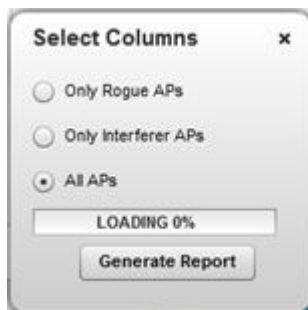 Select Columns ×
Only Rogue APs
Only Interferer APs
All APs
LOADING 0%
Generate Report